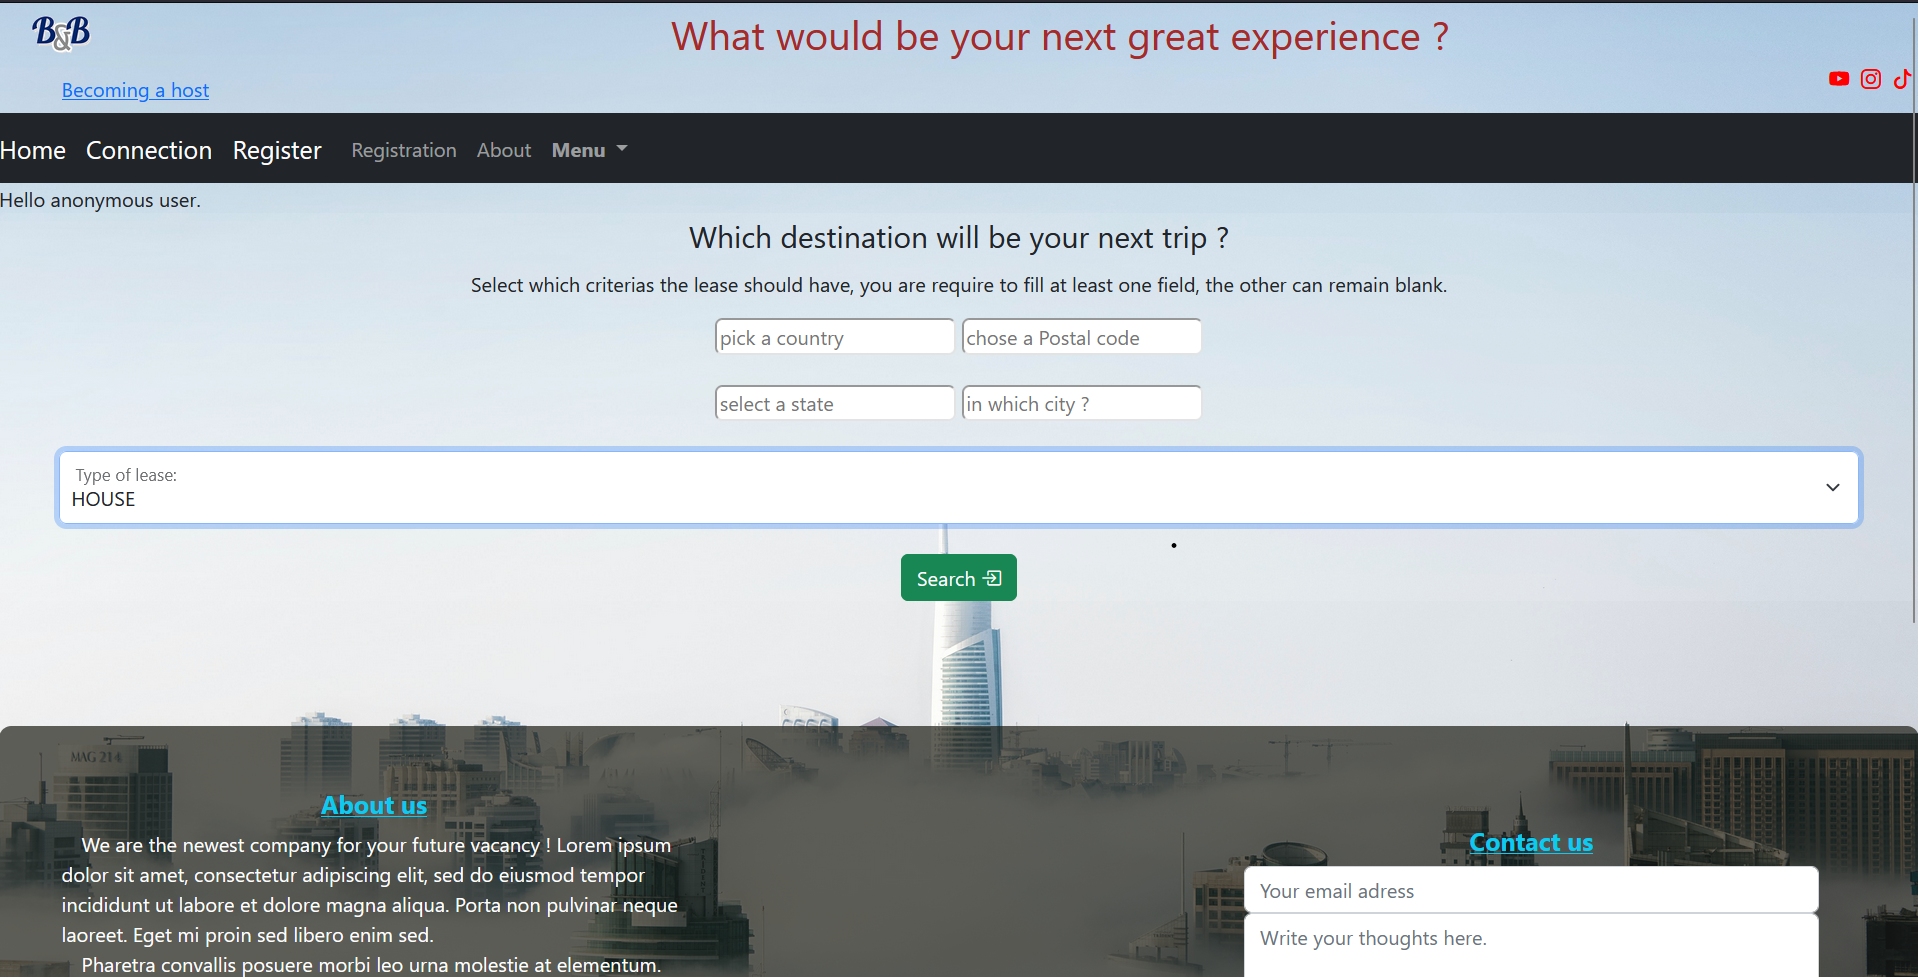 B&B
What would be your next great experience ?
Becoming a host
Home Connection Register Registration About Menu
Hello anonymous user.
Which destination will be your next trip ?
Select which criterias the lease should have, you are require to fill at least one field, the other can remain blank.
pick a country chose a Postal code
select a state in which city ?
Type of lease:
HOUSE
Search
MAG 214
About us
We are the newest company for your future vacancy ! Lorem ipsum
dolor sit amet, consectetur adipiscing elit, sed do eiusmod tempor
incididunt ut labore et dolore magna aliqua. Porta non pulvinar neque
laoreet. Eget mi proin sed libero enim sed.
Pharetra convallis posuere morbi leo urna molestie at elementum.
Contact us
Your email adress
Write your thoughts here.